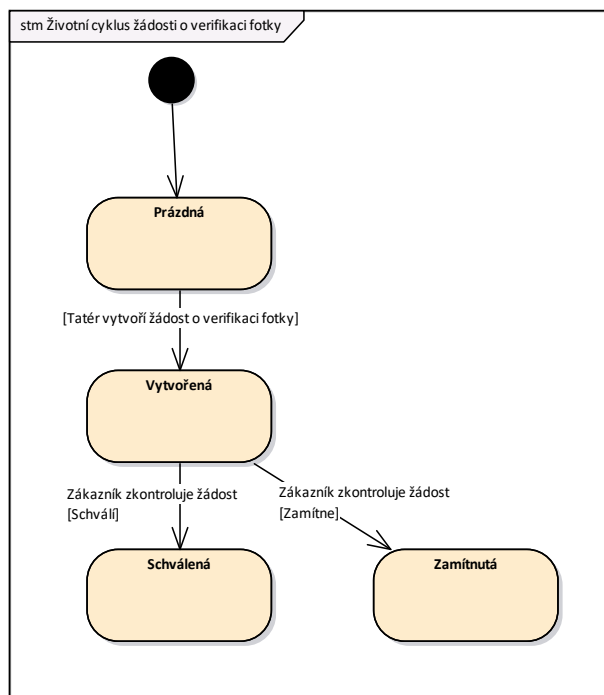 stm Životní cyklus žádosti o verifikaci fotky
Prázdná
[Tatér vytvoří žádost o verifikaci fotky]
Vytvořená
Zákazník zkontroluje žádost
[Schválí]
Zákazník zkontroluje žádost
[Zamítne]
Schválená
Zamítnutá